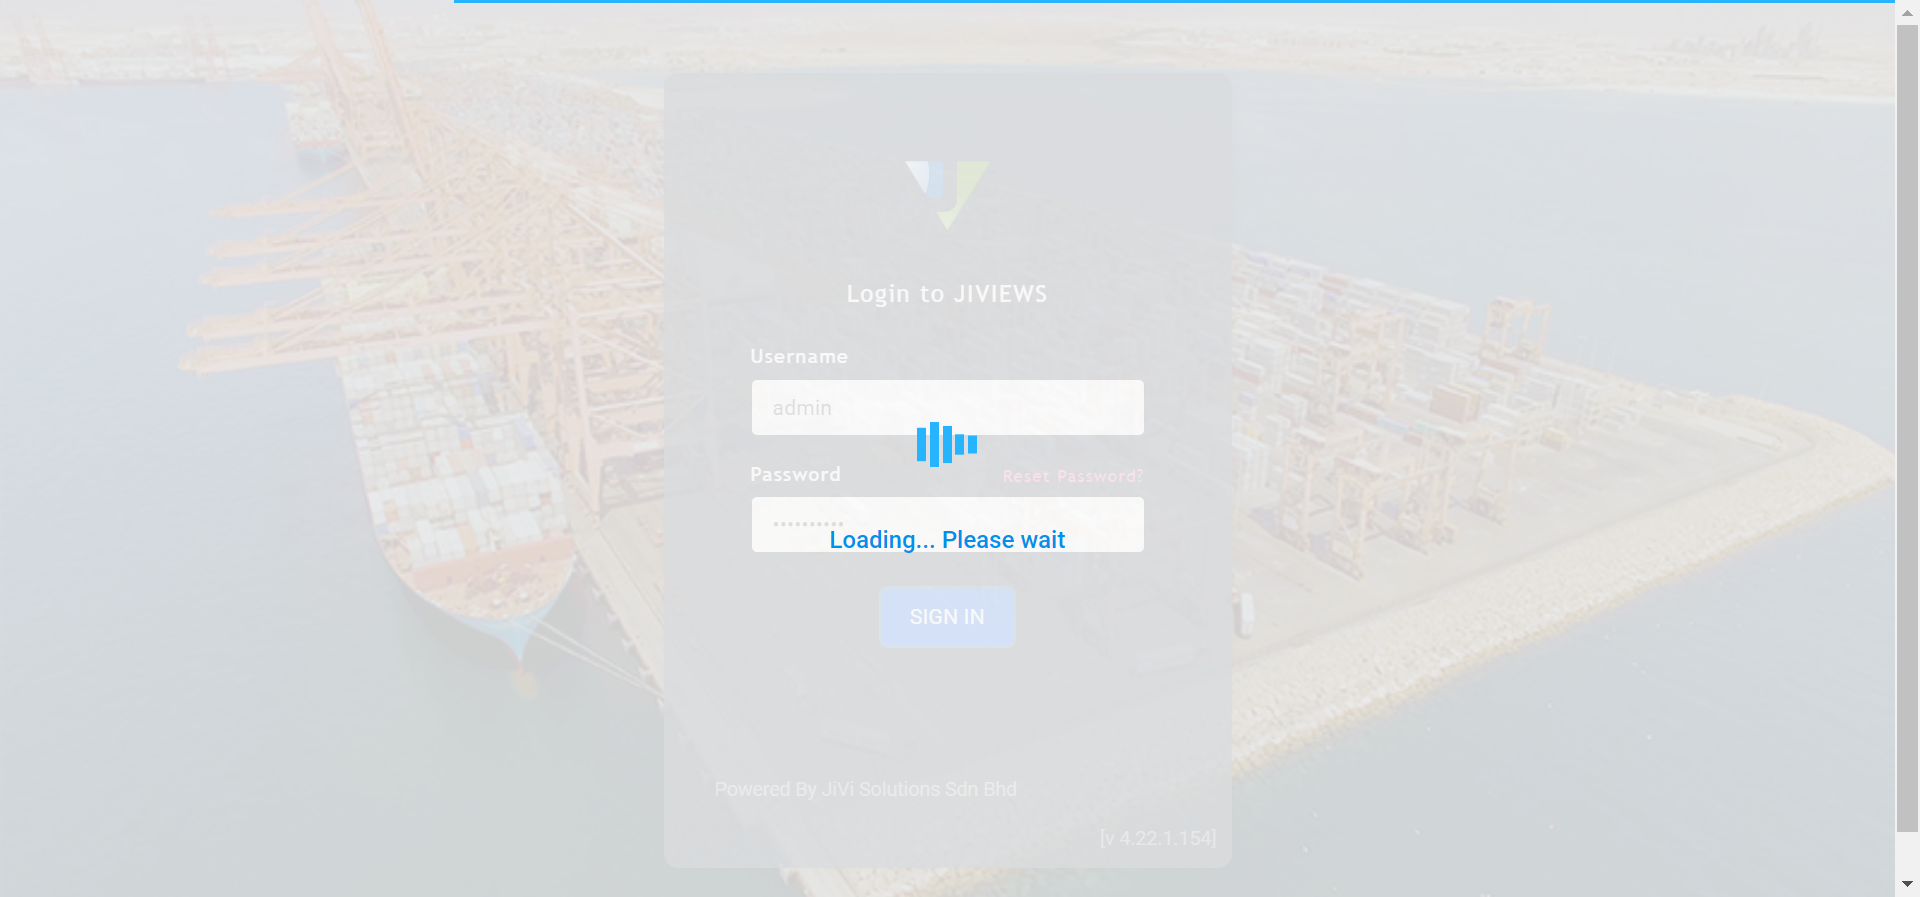 Login to JIVIEWS
Username
admin
Password
Reset Password?
••••••••••
Loading... Please wait
SIGN IN
Powered By JiVi Solutions Sdn Bhd
[v 4.22.1.154]